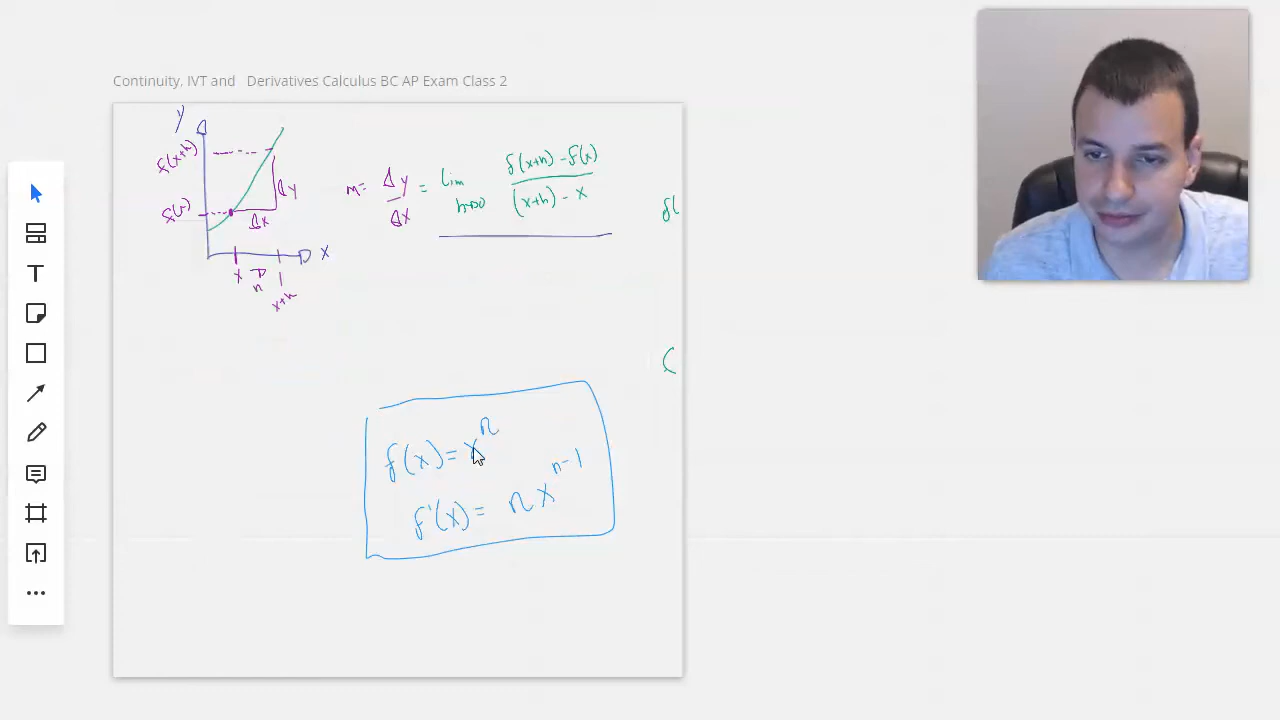 Continuity, IVT and Derivatives Calculus BC AP Exam Class 2
y
f(x+h)
f(x)
Δy
Δx
x
x
h
x+h
m = Δy/Δx = lim h→0 f(x+h) - f(x) / (x+h) - x
f(
(
f(x) = x^n
f'(x) = n x^n-1
T